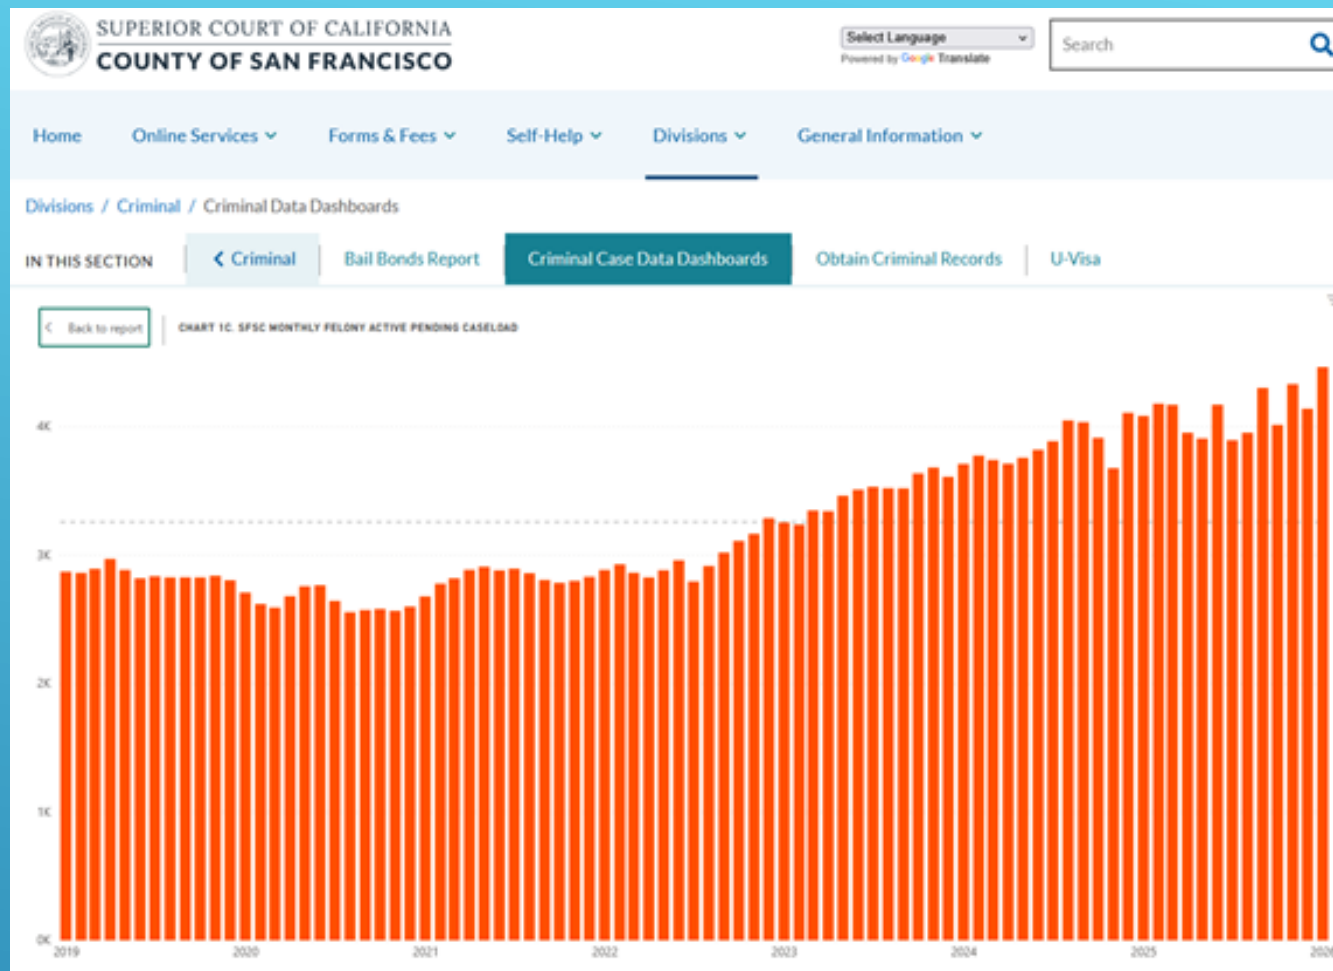 SUPERIOR COURT OF CALIFORNIA
COUNTY OF SAN FRANCISCO
Select Language
Powered by Google Translate
Search
Home Online Services Forms & Fees Self-Help Divisions General Information
Divisions / Criminal / Criminal Data Dashboards
IN THIS SECTION Criminal Bail Bonds Report Criminal Case Data Dashboards Obtain Criminal Records U-Visa
Back to report CHART 1C. SFSC MONTHLY FELONY ACTIVE PENDING CASELOAD
4K
3K
2K
1K
0K
2019 2020 2021 2022 2023 2024 2025 2026